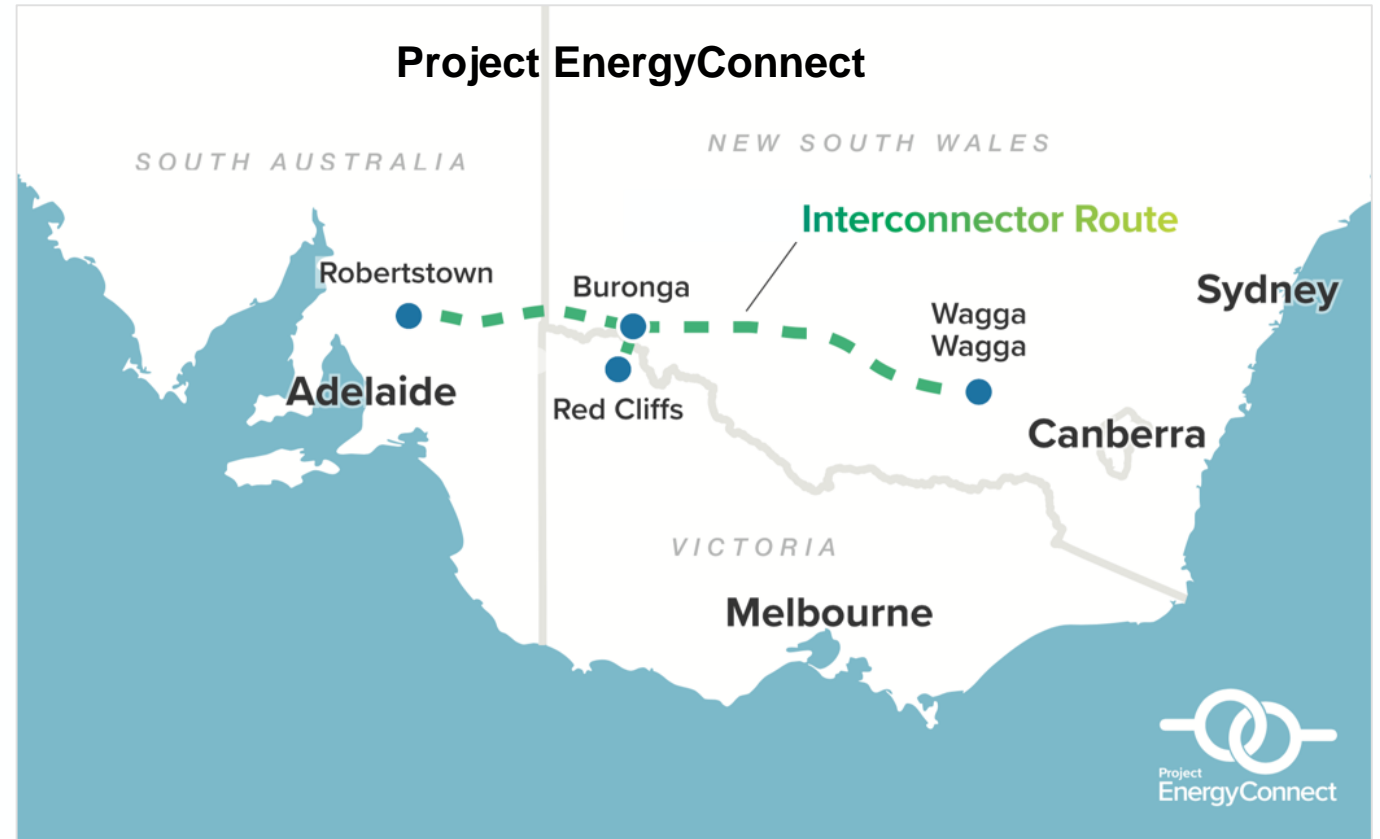 Project EnergyConnect
NEW SOUTH WALES
SOUTH AUSTRALIA
Interconnector Route
Robertstown
Buronga
Sydney
Wagga
Wagga
Adelaide
Red Cliffs
Canberra
VICTORIA
Melbourne
Project
EnergyConnect